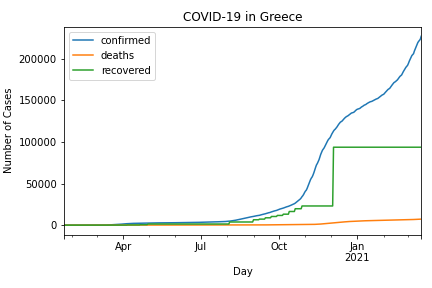 COVID-19 in Greece
confirmed
deaths
recovered
Number of Cases
200000
150000
100000
50000
0
Apr
Jul
Oct
Jan
2021
Day